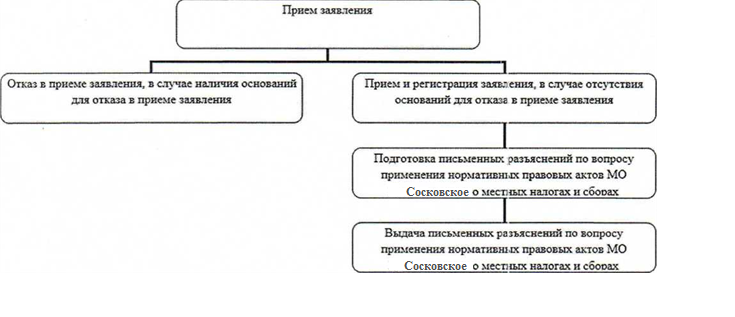 Прием заявления
Отказ в приеме заявления, в случае наличия оснований
для отказа в приеме заявления
Прием и регистрация заявления, в случае отсутствия
оснований для отказа в приеме заявления
Подготовка письменных разъяснений по вопросу
применения нормативных правовых актов МО
Сосковское о местных налогах и сборах
Выдача письменных разъяснений по вопросу
применения нормативных правовых актов МО
Сосковское о местных налогах и сборах